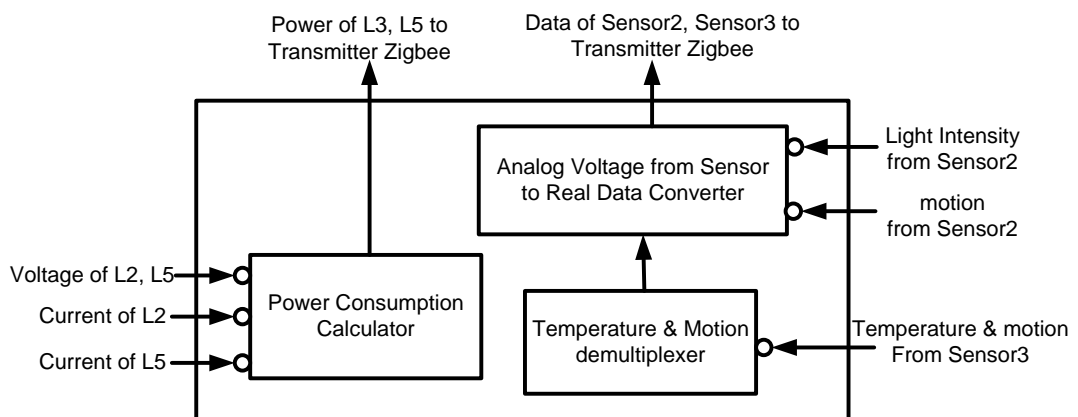 Power of L3, L5 to
Transmitter Zigbee
Data of Sensor2, Sensor3 to
Transmitter Zigbee
Analog Voltage from Sensor
to Real Data Converter
Light Intensity
from Sensor2
motion
from Sensor2
Voltage of L2, L5
Current of L2
Current of L5
Power Consumption
Calculator
Temperature & Motion
demultiplexer
Temperature & motion
From Sensor3